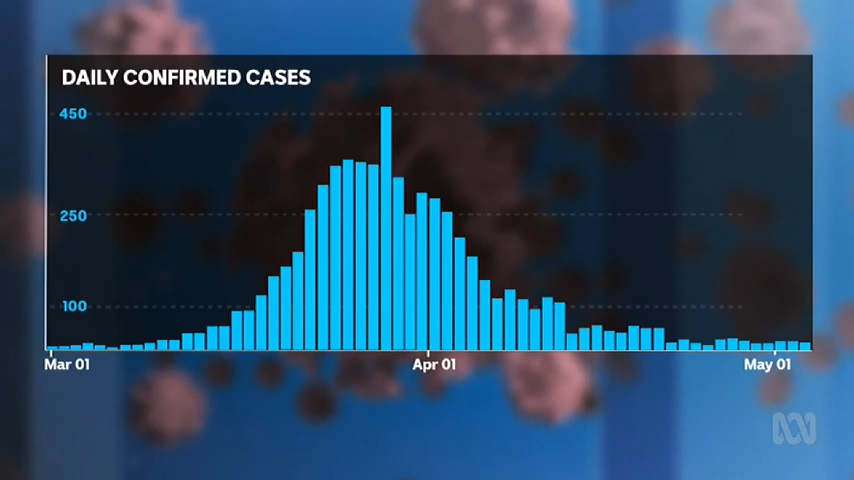 DAILY CONFIRMED CASES
450
250
100
Mar 01 Apr 01 May 01